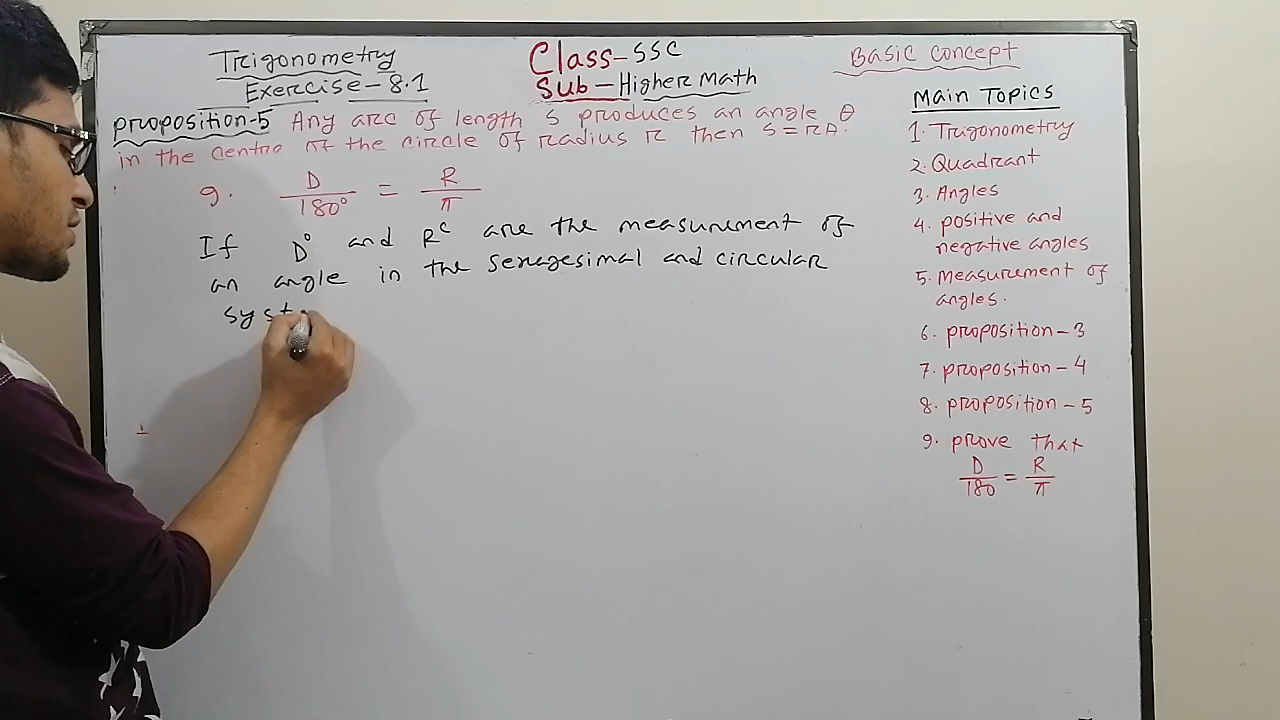 Trigonometry
Exercise-8.1
Class-SSC
Sub-Higher Math
Basic Concept
proposition-5 Any arc of length s produces an angle θ
in the centre of the circle of radius r then s=rθ.
9. D/180° = R/π
If D° and Rᶜ are the measurement of
an angle in the sexagesimal and circular
syst
Main Topics
1. Trigonometry
2. Quadrant
3. Angles
4. positive and
negative angles
5. Measurement of
angles.
6. proposition-3
7. proposition-4
8. proposition-5
9. prove that
D/180 = R/π